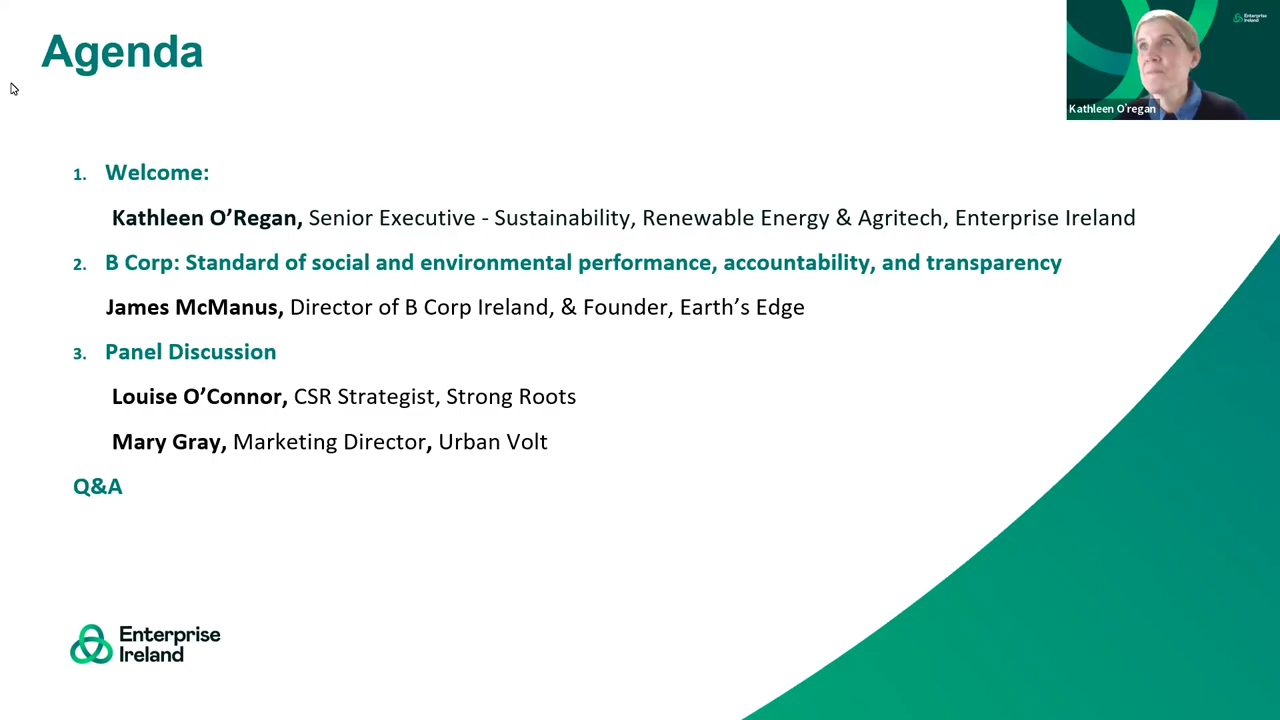 Agenda
Enterprise
Ireland
Kathleen O'regan
1. Welcome:
Kathleen O’Regan, Senior Executive - Sustainability, Renewable Energy & Agritech, Enterprise Ireland
2. B Corp: Standard of social and environmental performance, accountability, and transparency
James McManus, Director of B Corp Ireland, & Founder, Earth’s Edge
3. Panel Discussion
Louise O’Connor, CSR Strategist, Strong Roots
Mary Gray, Marketing Director, Urban Volt
Q&A
Enterprise
Ireland